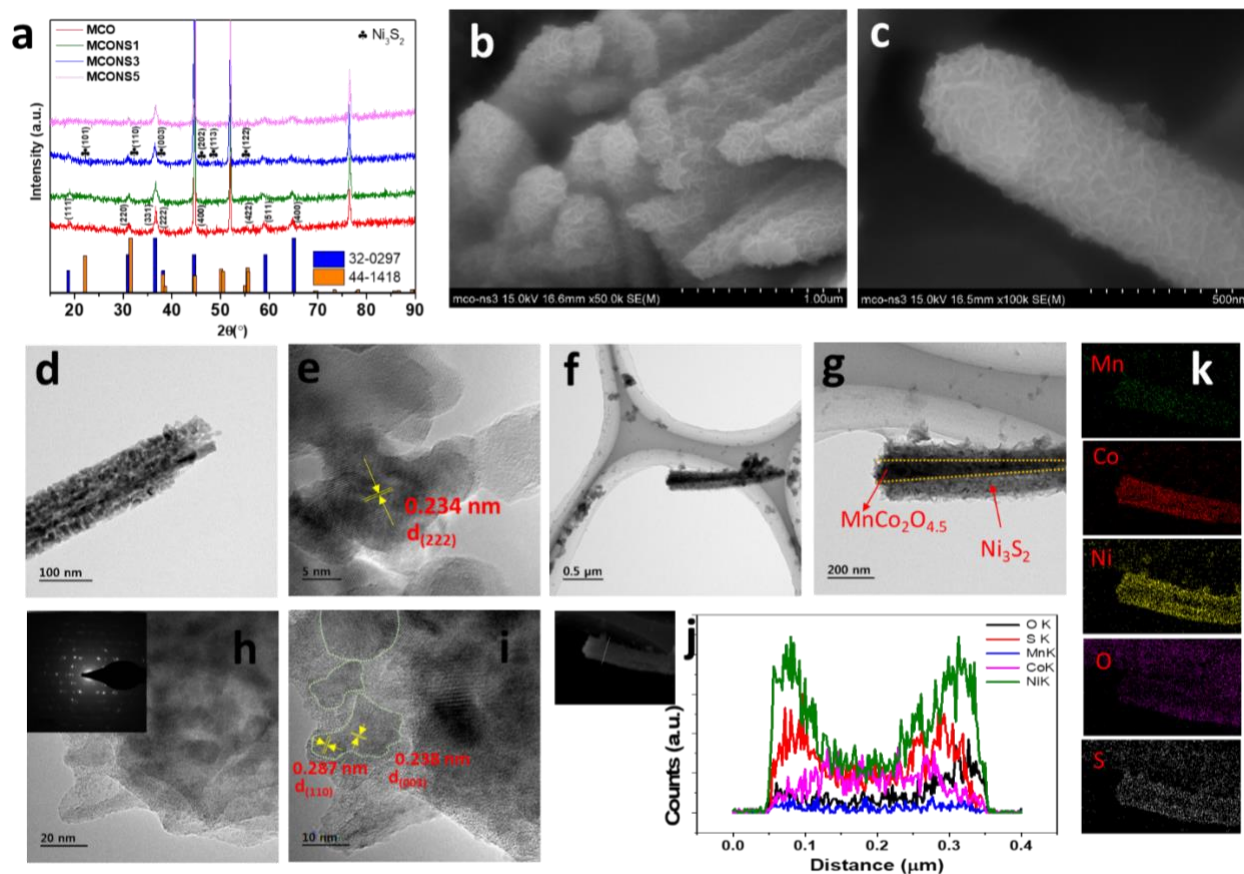 a
MCO
MCONS1
MCONS3
MCONS5
♣ Ni3S2
Intensity (a.u.)
♣(101)
♣(110)
♣(003)
♣(202)
♣(113)
♣(122)
(111)
(220)
(331)
(222)
(400)
(422)
(511)
(400)
32-0297
44-1418
20 30 40 50 60 70 80 90
2θ(°)
b
mco-ns3 15.0kV 16.6mm x50.0k SE(M)
1.00um
c
mco-ns3 15.0kV 16.5mm x100k SE(M)
500nm
d
100 nm
e
0.234 nm
d(222)
5 nm
f
0.5 µm
g
MnCo2O4.5
Ni3S2
200 nm
k
Mn
Co
Ni
O
S
h
20 nm
i
0.287 nm
d(110)
0.238 nm
d(003)
10 nm
j
O K
S K
MnK
CoK
NiK
Counts (a.u.)
0.0 0.1 0.2 0.3 0.4
Distance (µm)